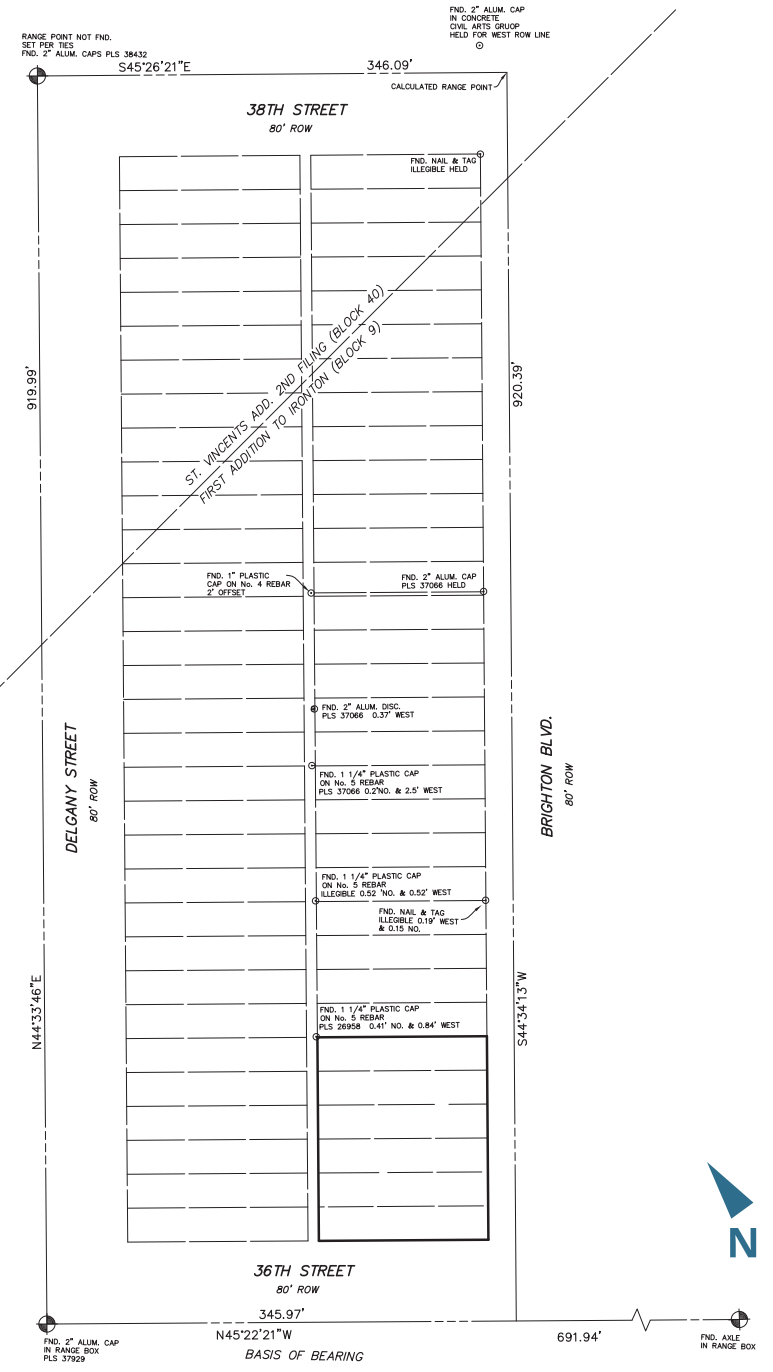 FND. 2" ALUM. CAP
IN CONCRETE
CIVIL ARTS GRUOP
HELD FOR WEST ROW LINE
RANGE POINT NOT FND.
SET PER TIES
FND. 2" ALUM. CAPS PLS 38432
S45°26'21"E
346.09'
CALCULATED RANGE POINT
38TH STREET
80' ROW
FND. NAIL & TAG
ILLEGIBLE HELD
919.99'
920.39'
ST. VINCENTS ADD. 2ND FILING (BLOCK 40)
FIRST ADDITION TO IRONTON (BLOCK 9)
FND. 1" PLASTIC
CAP ON No. 4 REBAR
2' OFFSET
FND. 2" ALUM. CAP
PLS 37066 HELD
FND. 2" ALUM. DISC.
PLS 37066 0.37' WEST
DELGANY STREET
80' ROW
BRIGHTON BLVD.
80' ROW
FND. 1 1/4" PLASTIC CAP
ON No. 5 REBAR
PLS 37066 0.2'NO. & 2.5' WEST
FND. 1 1/4" PLASTIC CAP
ON No. 5 REBAR
ILLEGIBLE 0.52 'NO. & 0.52' WEST
FND. NAIL & TAG
ILLEGIBLE 0.19' WEST
& 0.15 NO.
N44°33'46"E
S44°34'13"W
FND. 1 1/4" PLASTIC CAP
ON No. 5 REBAR
PLS 26958 0.41' NO. & 0.84' WEST
N
36TH STREET
80' ROW
345.97'
N45°22'21"W
691.94'
BASIS OF BEARING
FND. 2" ALUM. CAP
IN RANGE BOX
PLS 37929
FND. AXLE
IN RANGE BOX